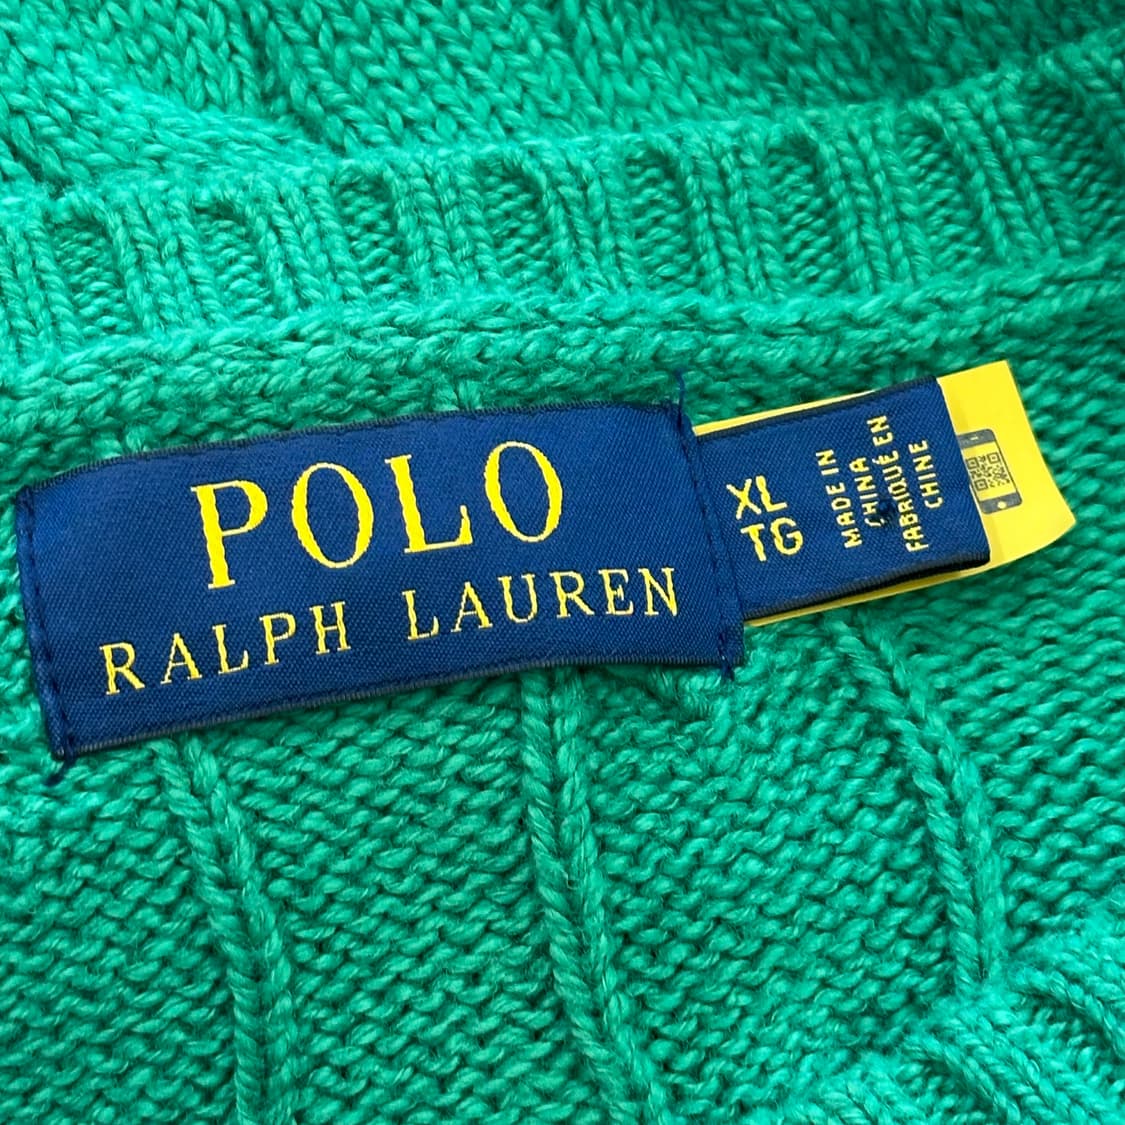 POLO
RALPH LAUREN
XL
TG
MADE IN
CHINA
FABRIQUÉ EN
CHINE